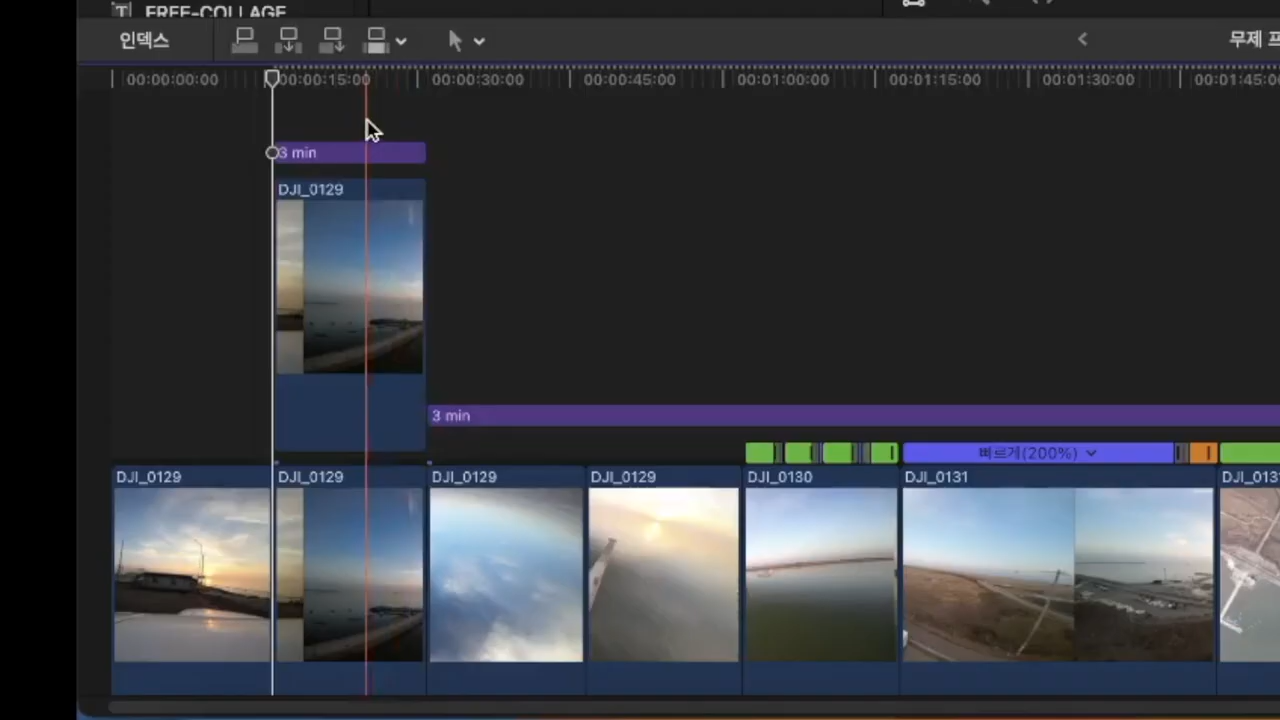 FREE-COLLAGE
인덱스
무제 프
00:00:00:00 00:00:15:00 00:00:30:00 00:00:45:00 00:01:00:00 00:01:15:00 00:01:30:00 00:01:45:00
3 min
DJI_0129
3 min
빠르게(200%)
DJI_0129 DJI_0129 DJI_0129 DJI_0129 DJI_0130 DJI_0131 DJI_013